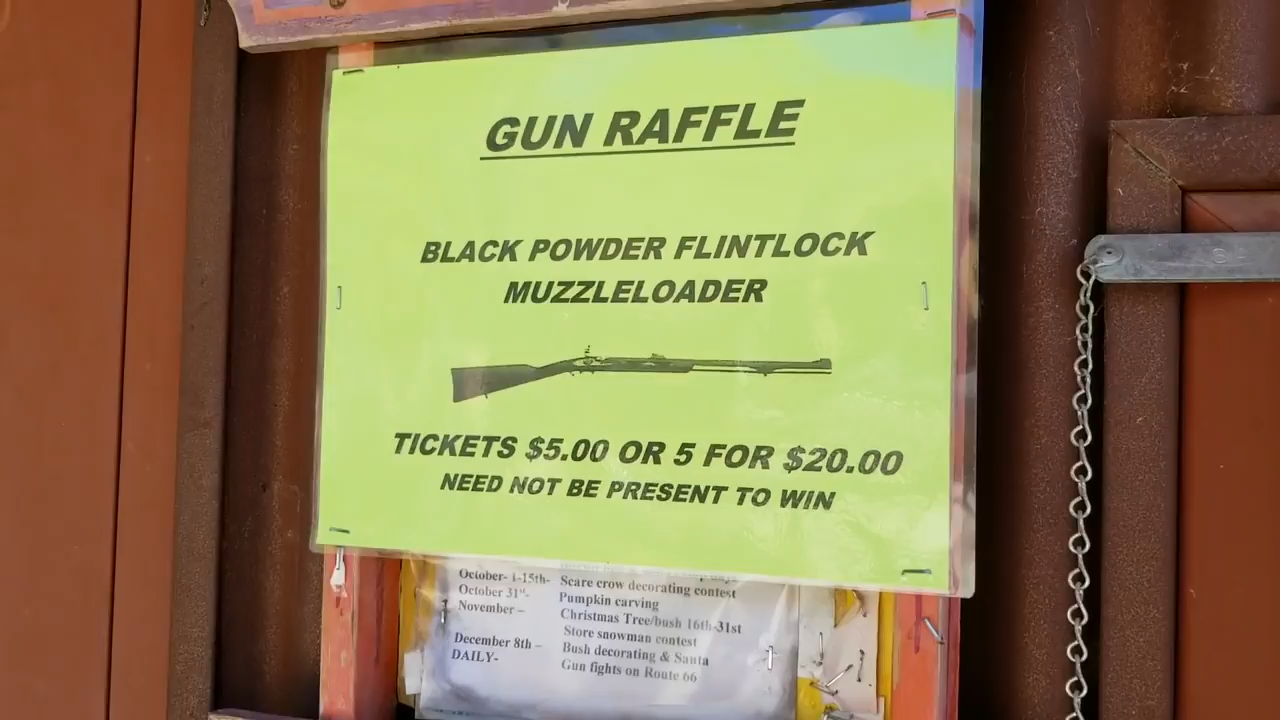 GUN RAFFLE
BLACK POWDER FLINTLOCK
MUZZLELOADER
TICKETS $5.00 OR 5 FOR $20.00
NEED NOT BE PRESENT TO WIN
October- 1-15th- Scare crow decorating contest
October 31st- Pumpkin carving
November – Christmas Tree/bush 16th-31st
Store snowman contest
December 8th – Bush decorating & Santa
DAILY- Gun fights on Route 66